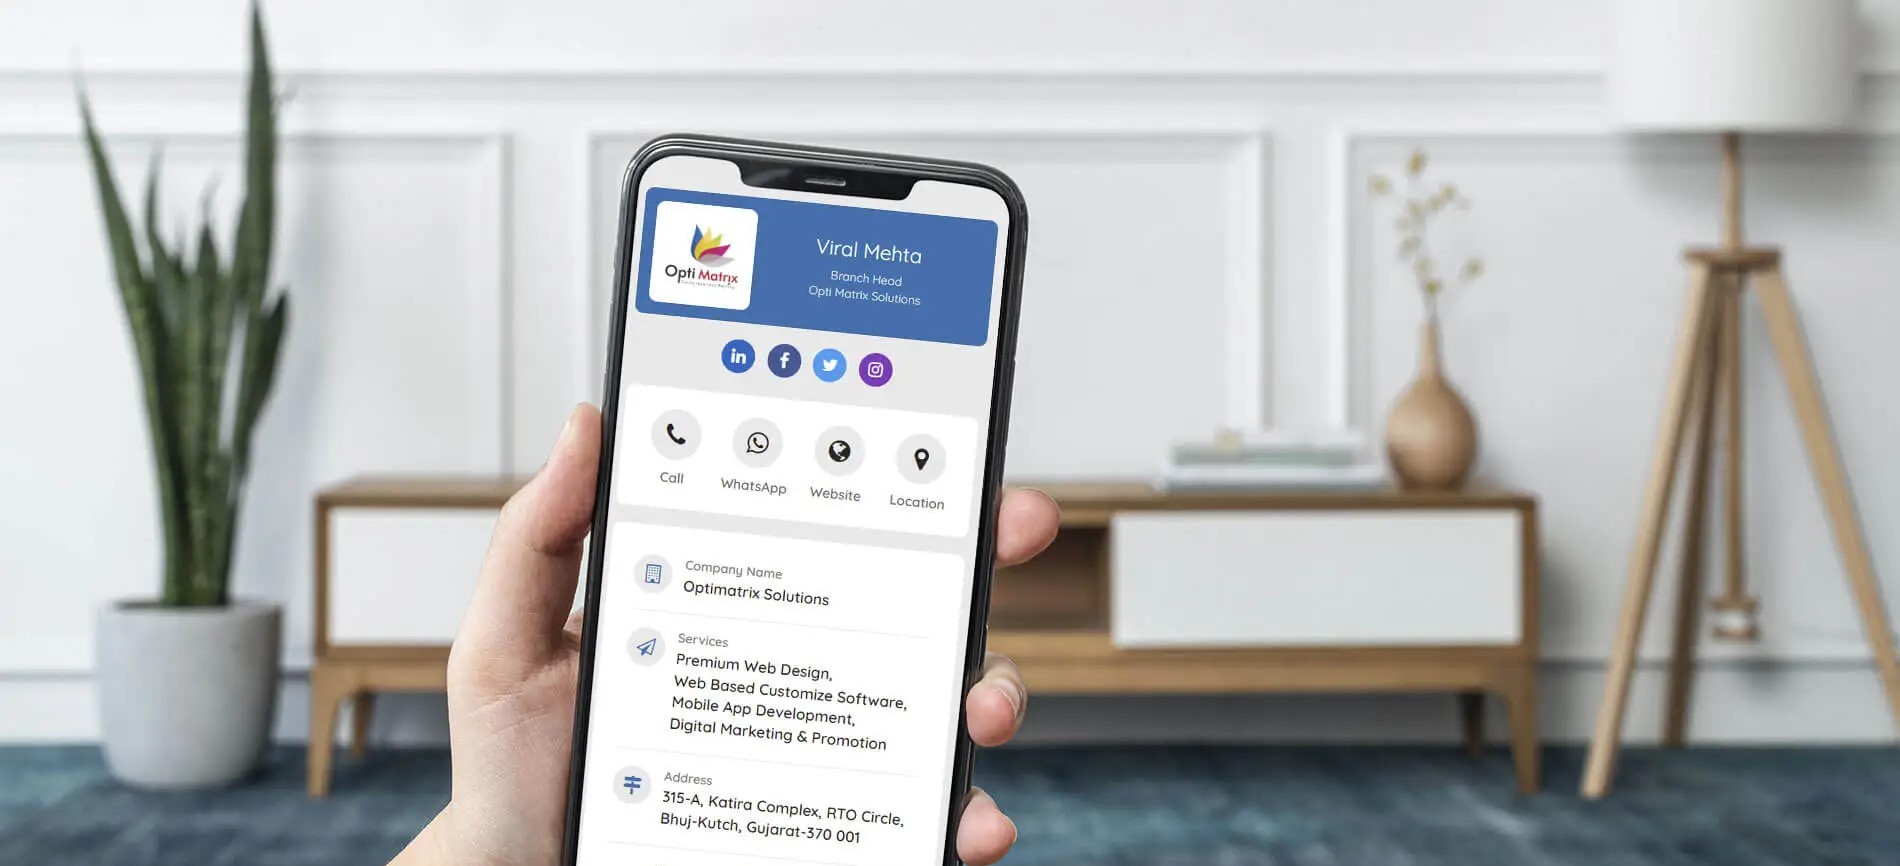 Opti Matrix
Viral Mehta
Branch Head
Opti Matrix Solutions
in
f
Call
WhatsApp
Website
Location
Company Name
Optimatrix Solutions
Services
Premium Web Design,
Web Based Customize Software,
Mobile App Development,
Digital Marketing & Promotion
Address
315-A, Katira Complex, RTO Circle,
Bhuj-Kutch, Gujarat-370 001